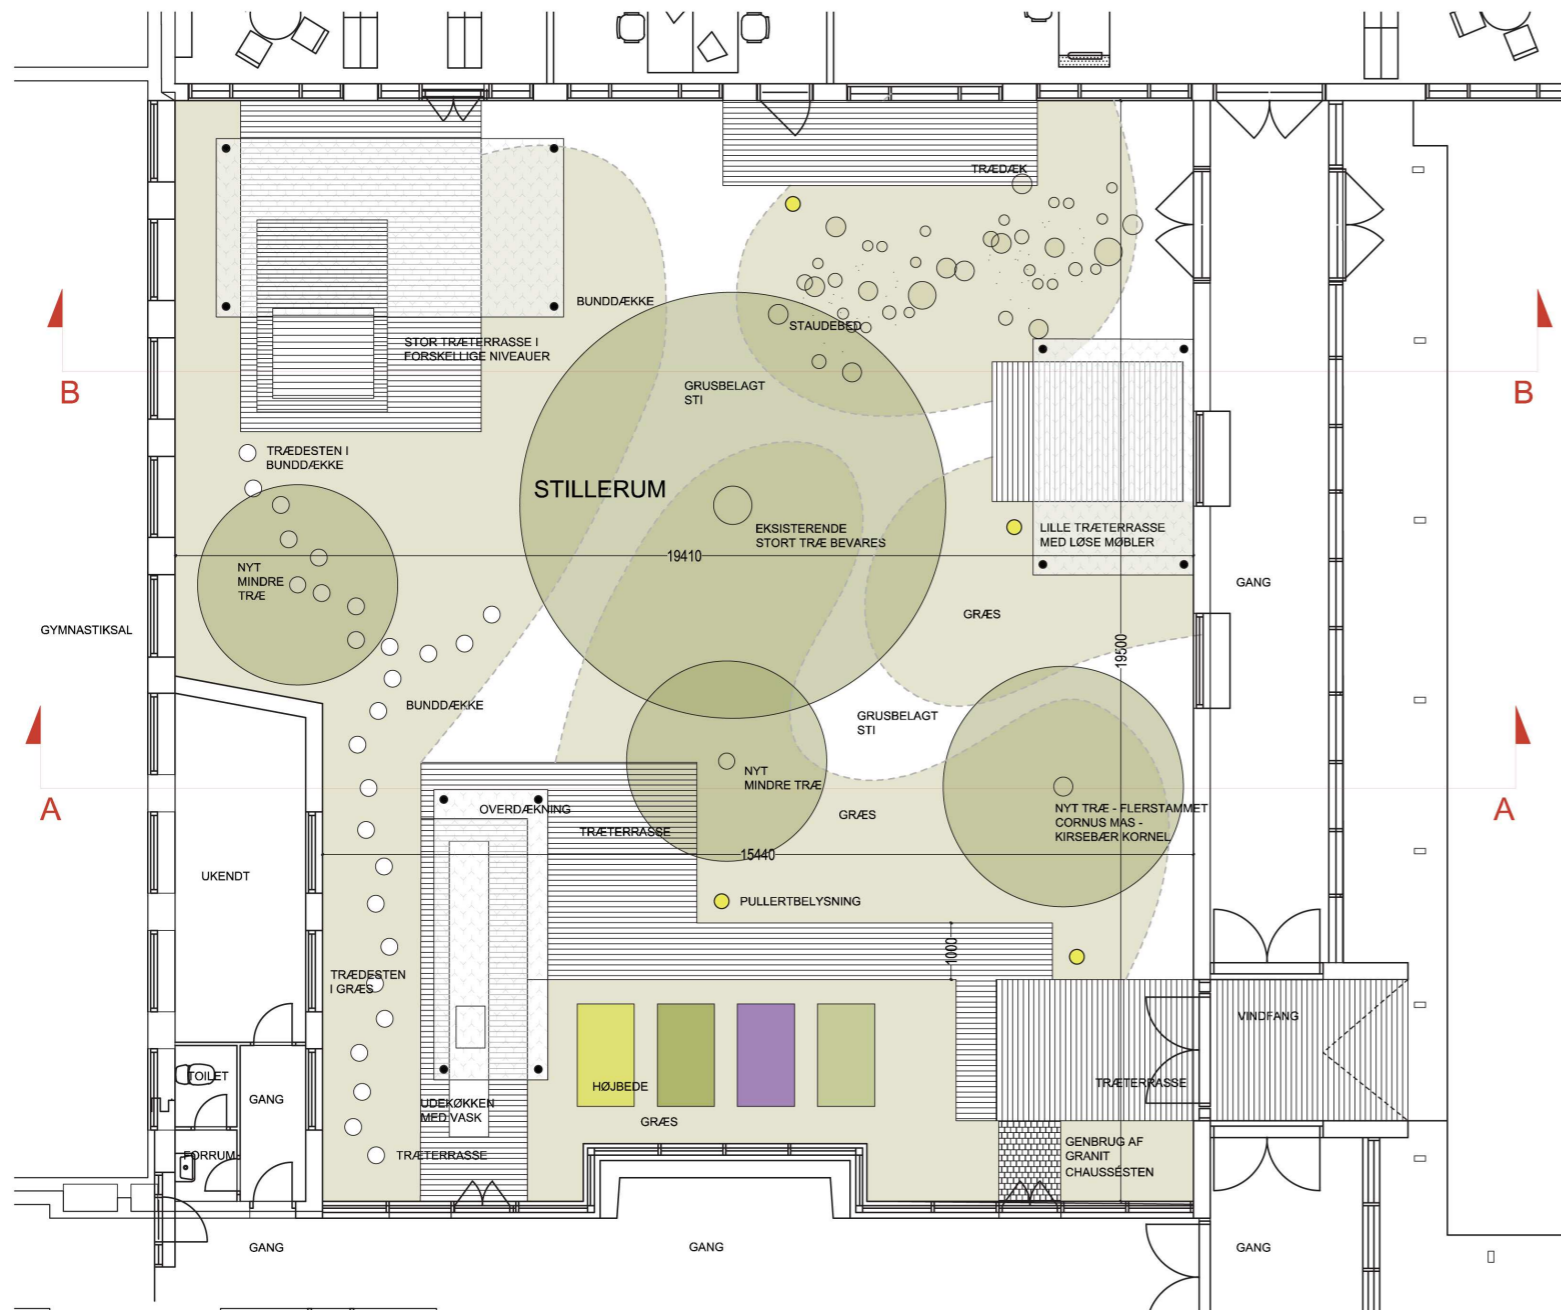 TRÆDÆK
BUNDDÆKKE
STAUDEBED
STOR TRÆTERRASSE I
FORSKELLIGE NIVEAUER
B
B
GRUSBELAGT
STI
TRÆDESTEN I
BUNDDÆKKE
STILLERUM
EKSISTERENDE
STORT TRÆ BEVARES
LILLE TRÆTERRASSE
MED LØSE MØBLER
19410
NYT
MINDRE
TRÆ
GANG
GRÆS
GYMNASTIKSAL
19500
BUNDDÆKKE
GRUSBELAGT
STI
NYT
MINDRE TRÆ
A
A
OVERDÆKNING
GRÆS
NYT TRÆ - FLERSTAMMET
CORNUS MAS -
KIRSEBÆR KORNEL
TRÆTERRASSE
15440
UKENDT
PULLERTBELYSNING
1000
TRÆDESTEN
I GRÆS
VINDFANG
TOILET
HØJBEDE
TRÆTERRASSE
GANG
UDEKØKKEN
MED VASK
GRÆS
FORRUM
TRÆTERRASSE
GENBRUG AF
GRANIT
CHAUSSÉSTEN
GANG
GANG
GANG